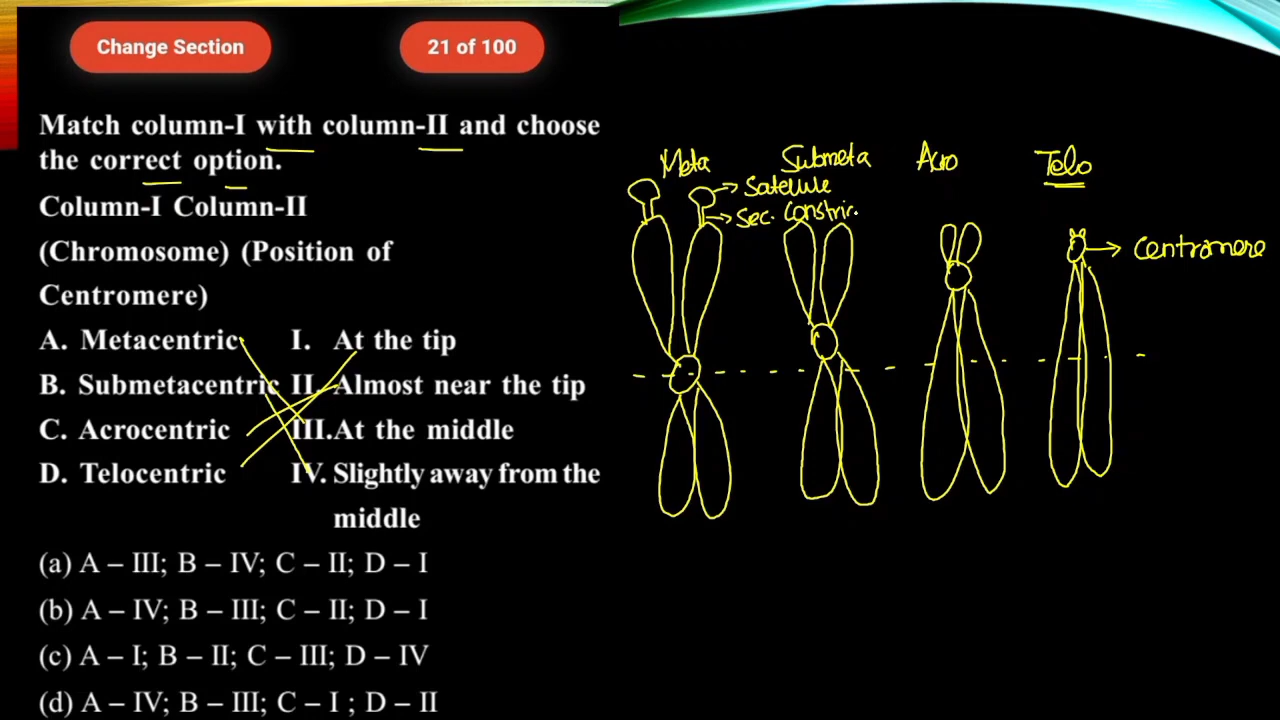 Change Section
21 of 100
Match column-I with column-II and choose
the correct option.
Column-I Column-II
(Chromosome) (Position of
Centromere)
A. Metacentric I. At the tip
B. Submetacentric II. Almost near the tip
C. Acrocentric III.At the middle
D. Telocentric IV. Slightly away from the
middle
(a) A – III; B – IV; C – II; D – I
(b) A – IV; B – III; C – II; D – I
(c) A – I; B – II; C – III; D – IV
(d) A – IV; B – III; C – I ; D – II
Meta Submeta Acro Telo
Satellite
Sec. Constric.
Centromere